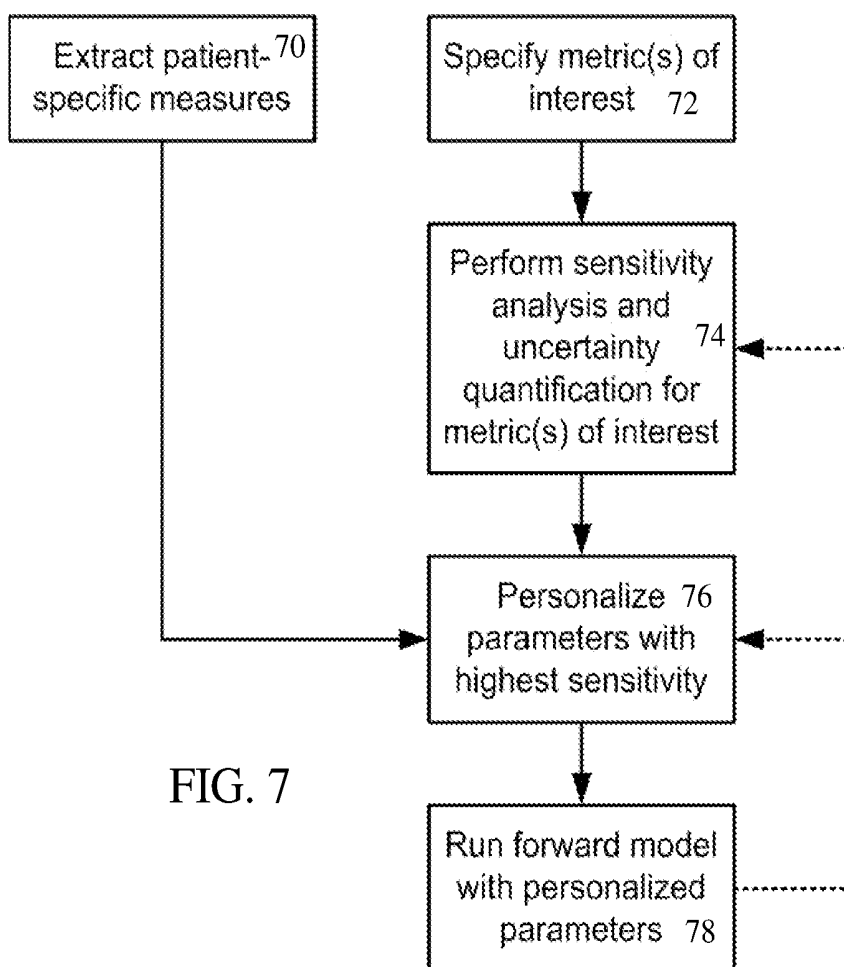 Extract patient- 70
specific measures
Specify metric(s) of
interest 72
Perform sensitivity
analysis and
uncertainty 74
quantification for
metric(s) of interest
Personalize 76
parameters with
highest sensitivity
FIG. 7
Run forward model
with personalized
parameters 78